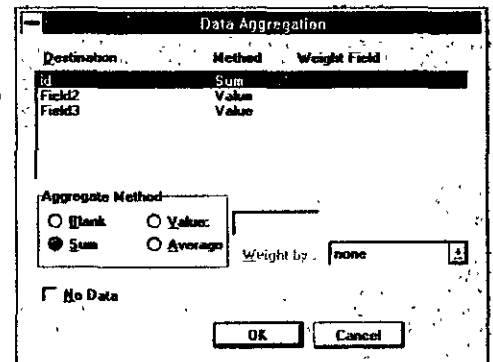 Data Aggregation
Destination Method Weight Field
id Sum
Field2 Value
Field3 Value
Aggregate Method
Blank Value:
Sum Average
Weight by: none
No Data
OK Cancel